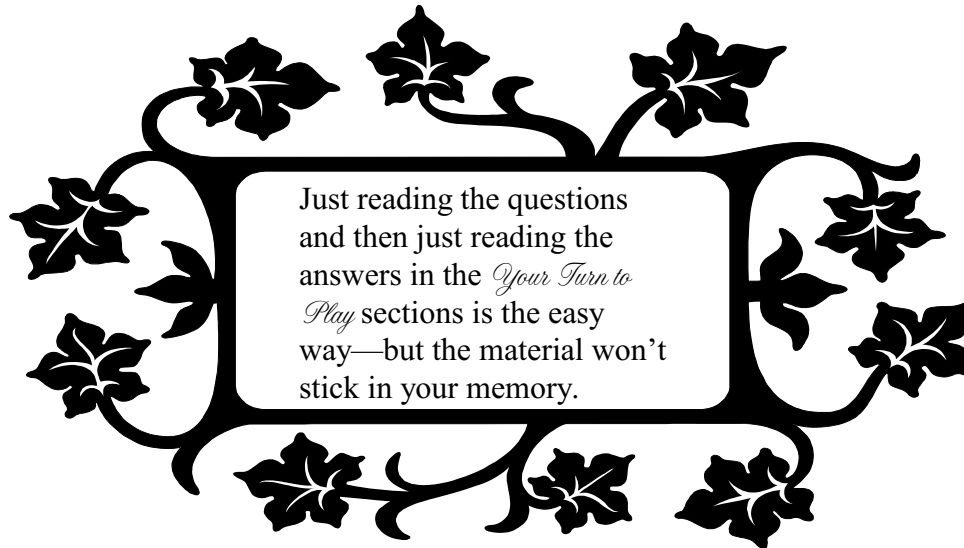 Just reading the questions
and then just reading the
answers in the Your Turn to
Play sections is the easy
way—but the material won’t
stick in your memory.